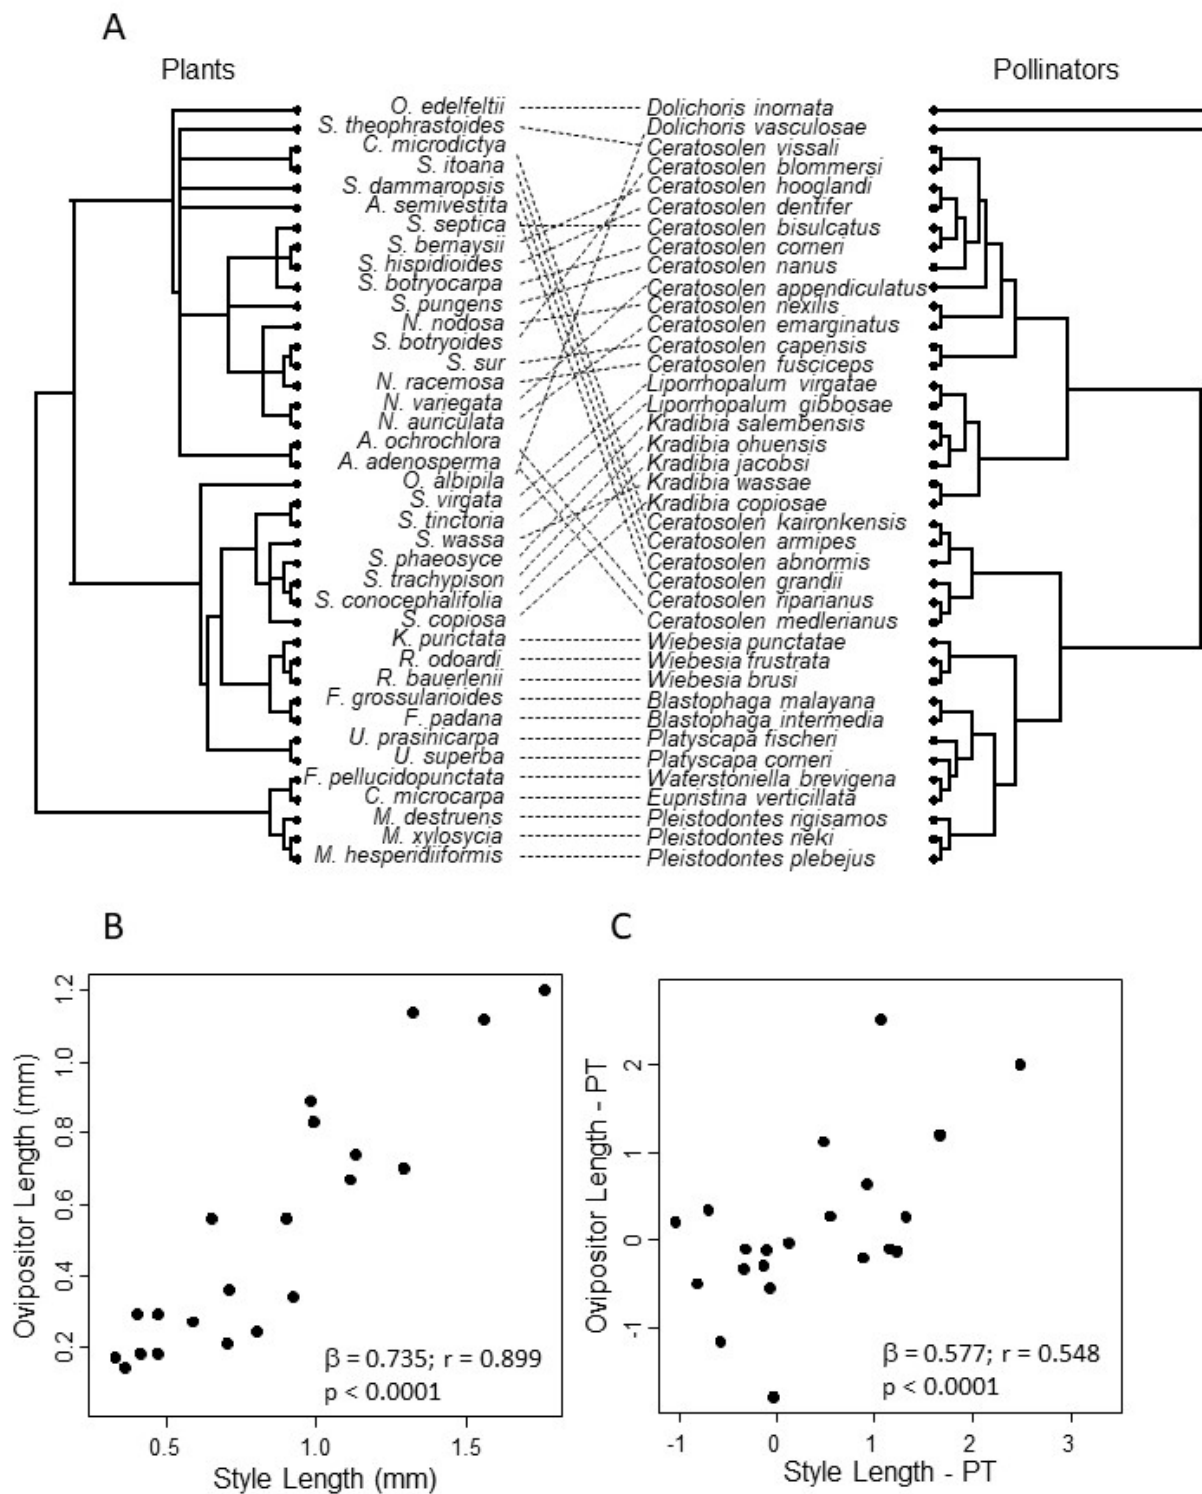 A
Plants
Pollinators
O. edelfeltii
S. theophrastoides
C. microdictya
S. itoana
S. dammaropsis
A. semivestita
S. septica
S. bernaysii
S. hispidioides
S. botryocarpa
S. pungens
N. nodosa
S. botryoides
S. sur
N. racemosa
N. variegata
N. auriculata
A. ochrochlora
A. adenosperma
O. albipila
S. virgata
S. tinctoria
S. wassa
S. phaeosyce
S. trachypison
S. conocephalifolia
S. copiosa
K. punctata
R. odoardi
R. bauerlenii
F. grossularioides
F. padana
U. prasinicarpa
U. superba
F. pellucidopunctata
C. microcarpa
M. destruens
M. xylosycia
M. hesperidiiformis
Dolichoris inornata
Dolichoris vasculosae
Ceratosolen vissali
Ceratosolen blommersi
Ceratosolen hooglandi
Ceratosolen dentifer
Ceratosolen bisulcatus
Ceratosolen corneri
Ceratosolen nanus
Ceratosolen appendiculatus
Ceratosolen nexilis
Ceratosolen emarginatus
Ceratosolen capensis
Ceratosolen fusciceps
Liporrhopalum virgatae
Liporrhopalum gibbosae
Kradibia salembensis
Kradibia ohuensis
Kradibia jacobsi
Kradibia wassae
Kradibia copiosae
Ceratosolen kaironkensis
Ceratosolen armipes
Ceratosolen abnormis
Ceratosolen grandii
Ceratosolen riparianus
Ceratosolen medlerianus
Wiebesia punctatae
Wiebesia frustrata
Wiebesia brusi
Blastophaga malayana
Blastophaga intermedia
Platyscapa fischeri
Platyscapa corneri
Waterstoniella brevigena
Eupristina verticillata
Pleistodontes rigisamos
Pleistodontes rieki
Pleistodontes plebejus
B
Ovipositor Length (mm)
1.2
1.0
0.8
0.6
0.4
0.2
β = 0.735; r = 0.899
p < 0.0001
0.5 1.0 1.5
Style Length (mm)
C
Ovipositor Length - PT
2
1
0
-1
β = 0.577; r = 0.548
p < 0.0001
-1 0 1 2 3
Style Length - PT